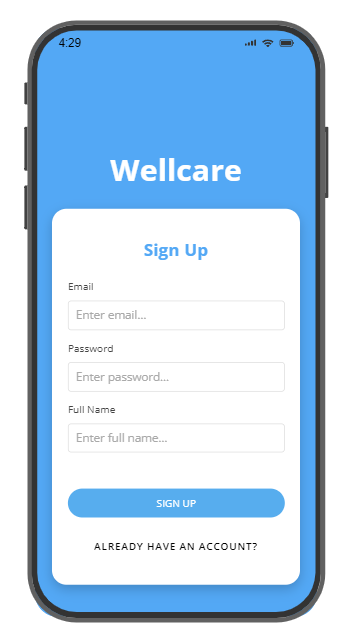 4:29
Wellcare
Sign Up
Email
Enter email...
Password
Enter password...
Full Name
Enter full name...
SIGN UP
ALREADY HAVE AN ACCOUNT?